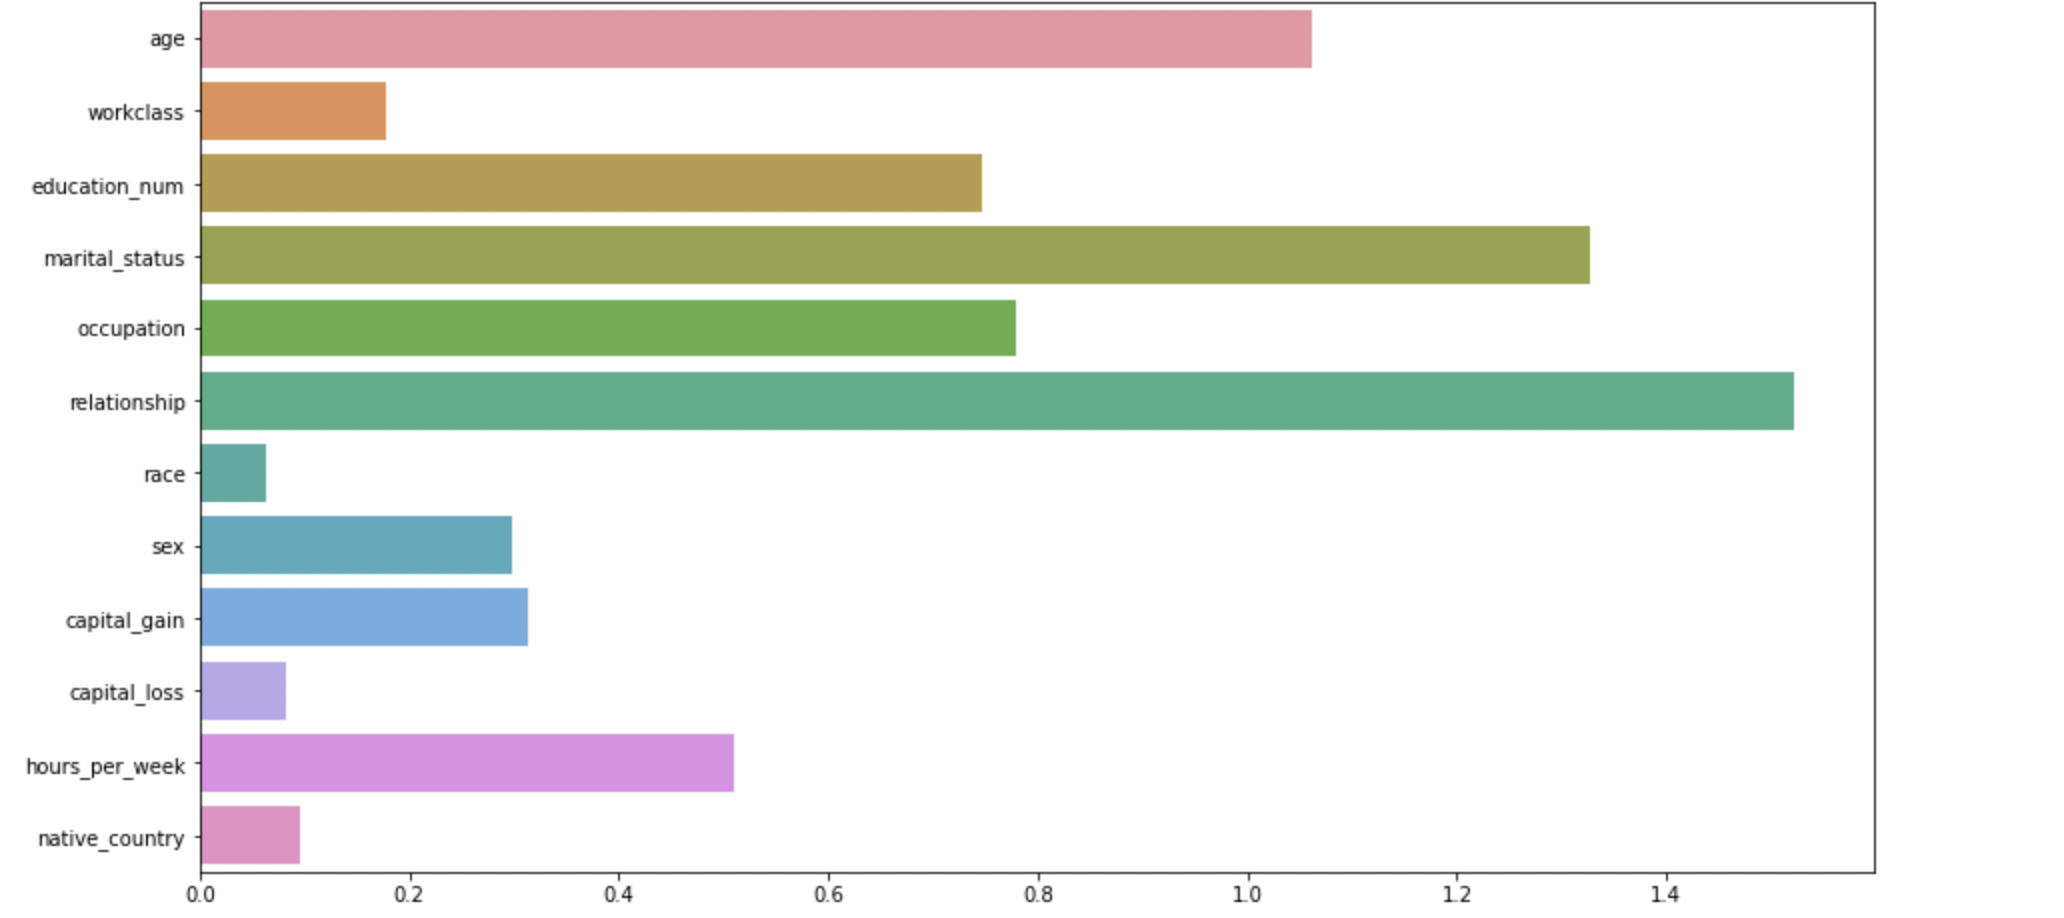 age
workclass
education_num
marital_status
occupation
relationship
race
sex
capital_gain
capital_loss
hours_per_week
native_country
0.0 0.2 0.4 0.6 0.8 1.0 1.2 1.4